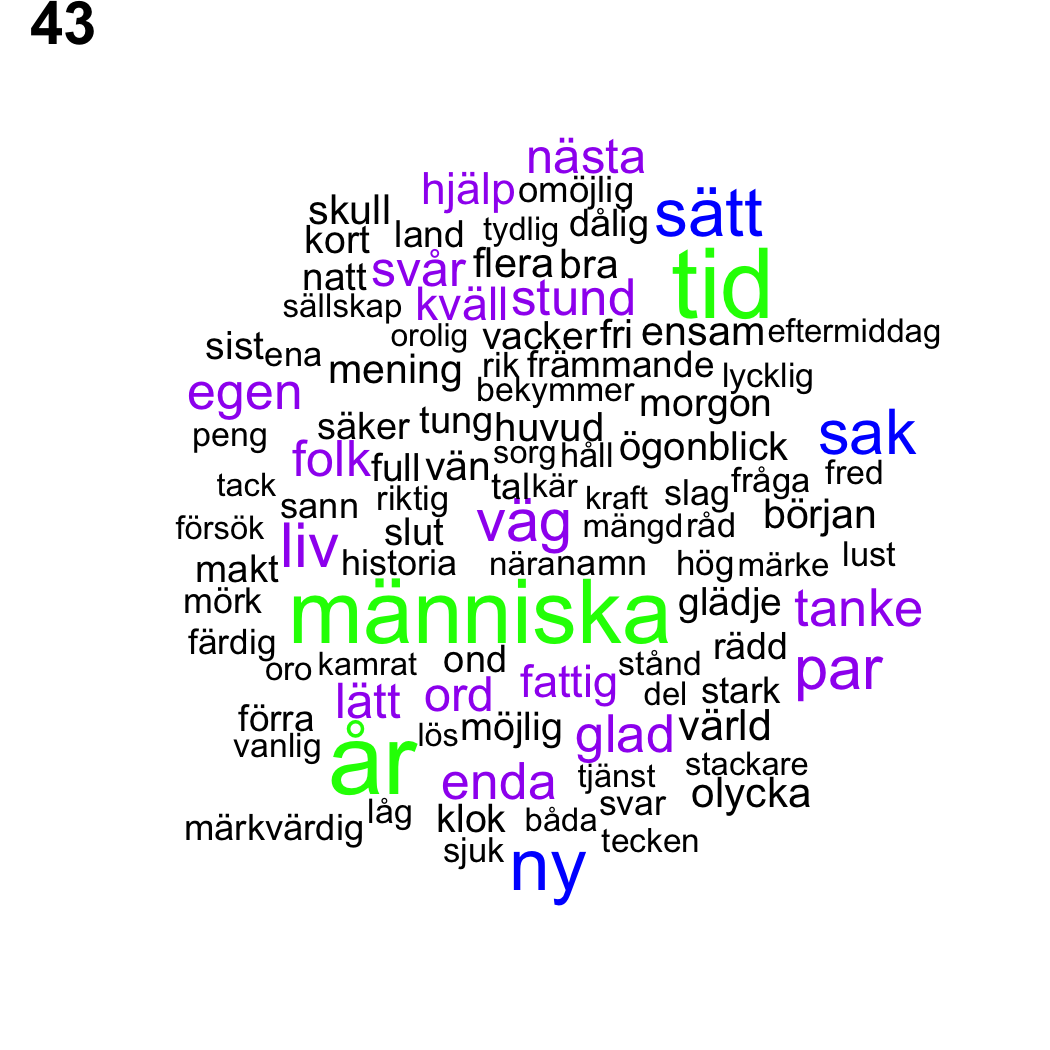 43
nästa
hjälp omöjlig
skull sätt
kort land tydlig dålig
natt svår flera bra tid
sällskap kväll stund
orolig vacker fri ensam eftermiddag
sist ena mening rik främmande lycklig
egen bekymmer morgon
peng säker tung huvud ögonblick sak
folk full vän sorg håll fråga fred
tack sann riktig tal kär kraft slag
försök liv slut väg mängd råd början
makt historia nära namn hög märke lust
mörk människa glädje tanke
färdig rädd
oro kamrat ond fattig stånd par
lätt ord del stark
förra lös möjlig glad värld
vanlig år
enda tjänst stackare
svar olycka
märkvärdig låg klok båda
sjuk ny tecken